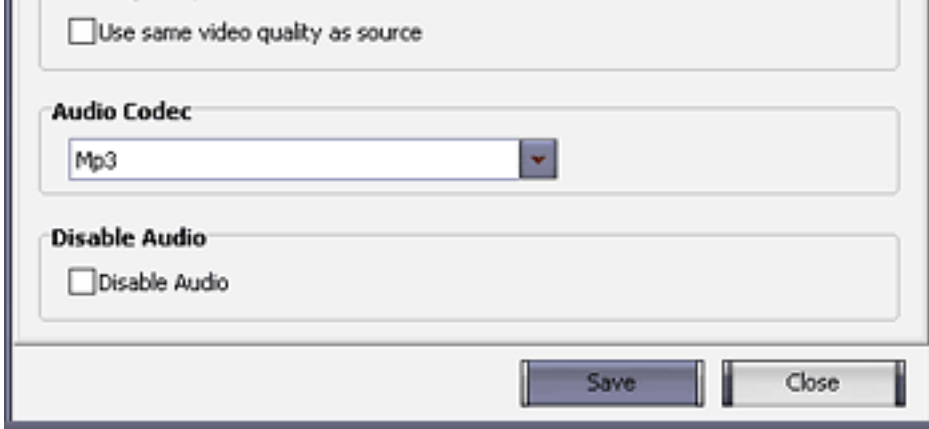 Use same video quality as source
Audio Codec
Mp3
Disable Audio
Disable Audio
Save
Close